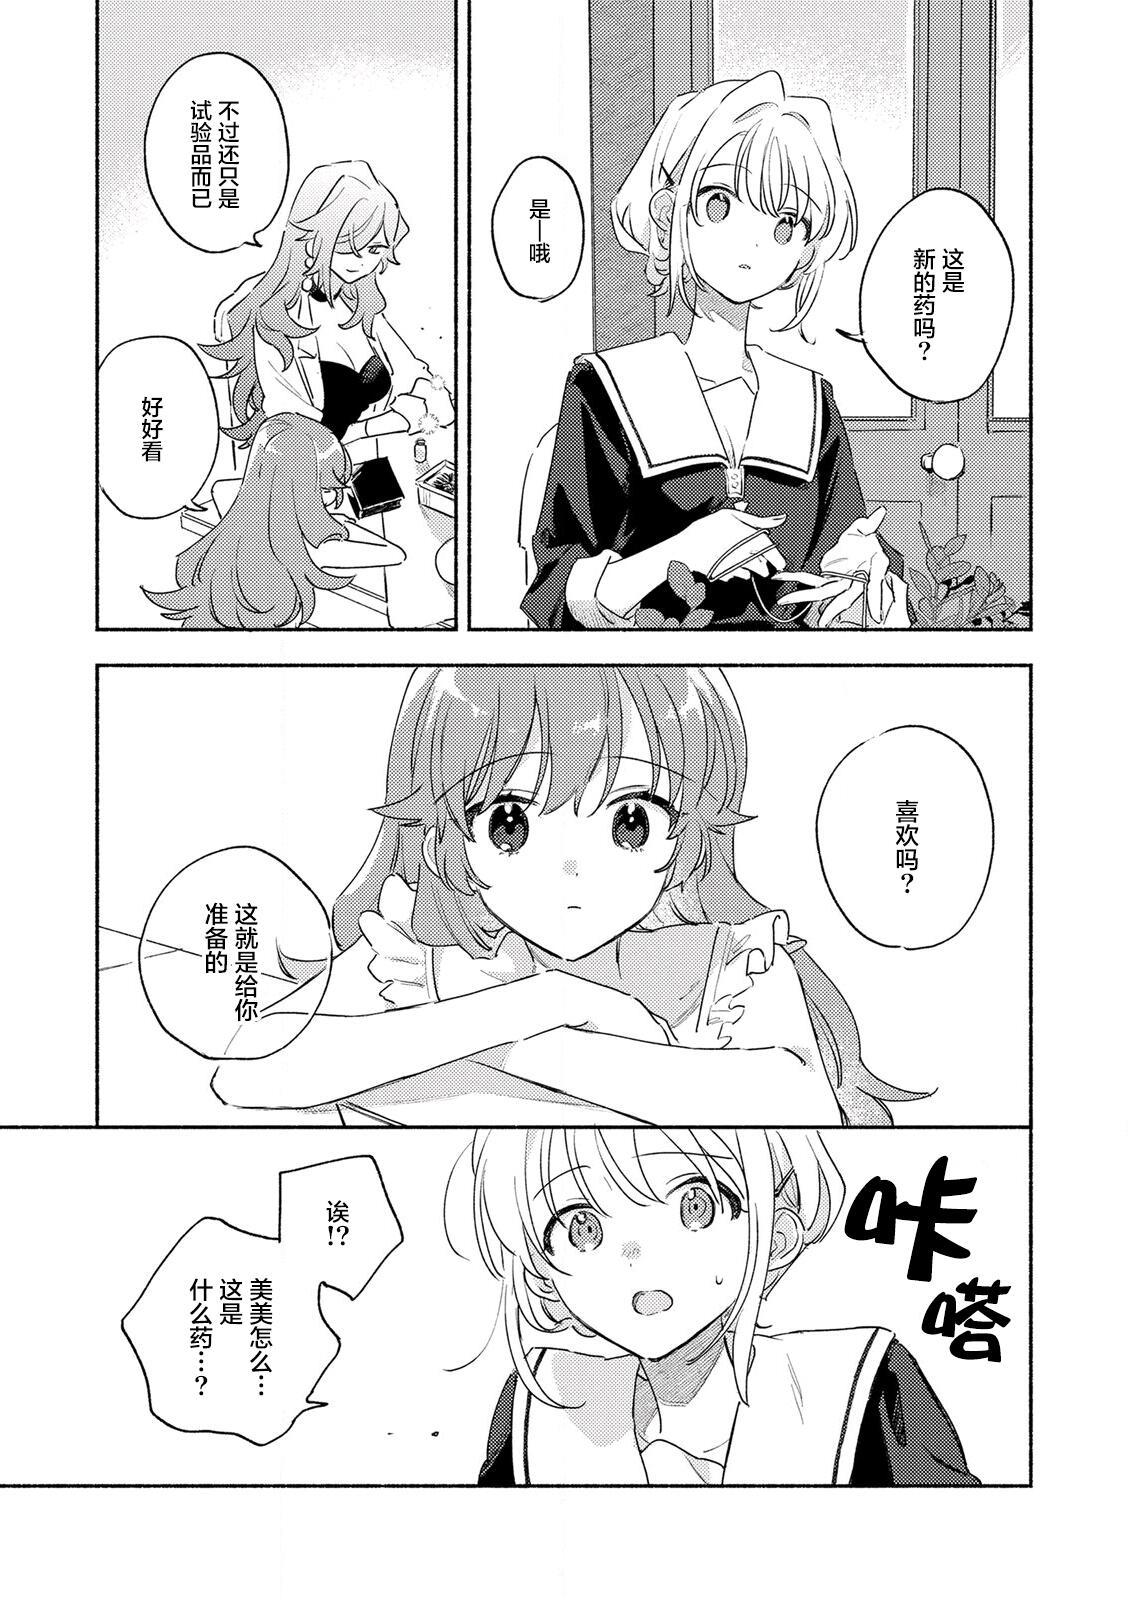 这是
新的药吗？
是—哦
不过还只是
试验品而已
好好看
喜欢吗？
这就是给你
准备的
咔嗒
诶!?
美美怎么…
这是
什么药…？